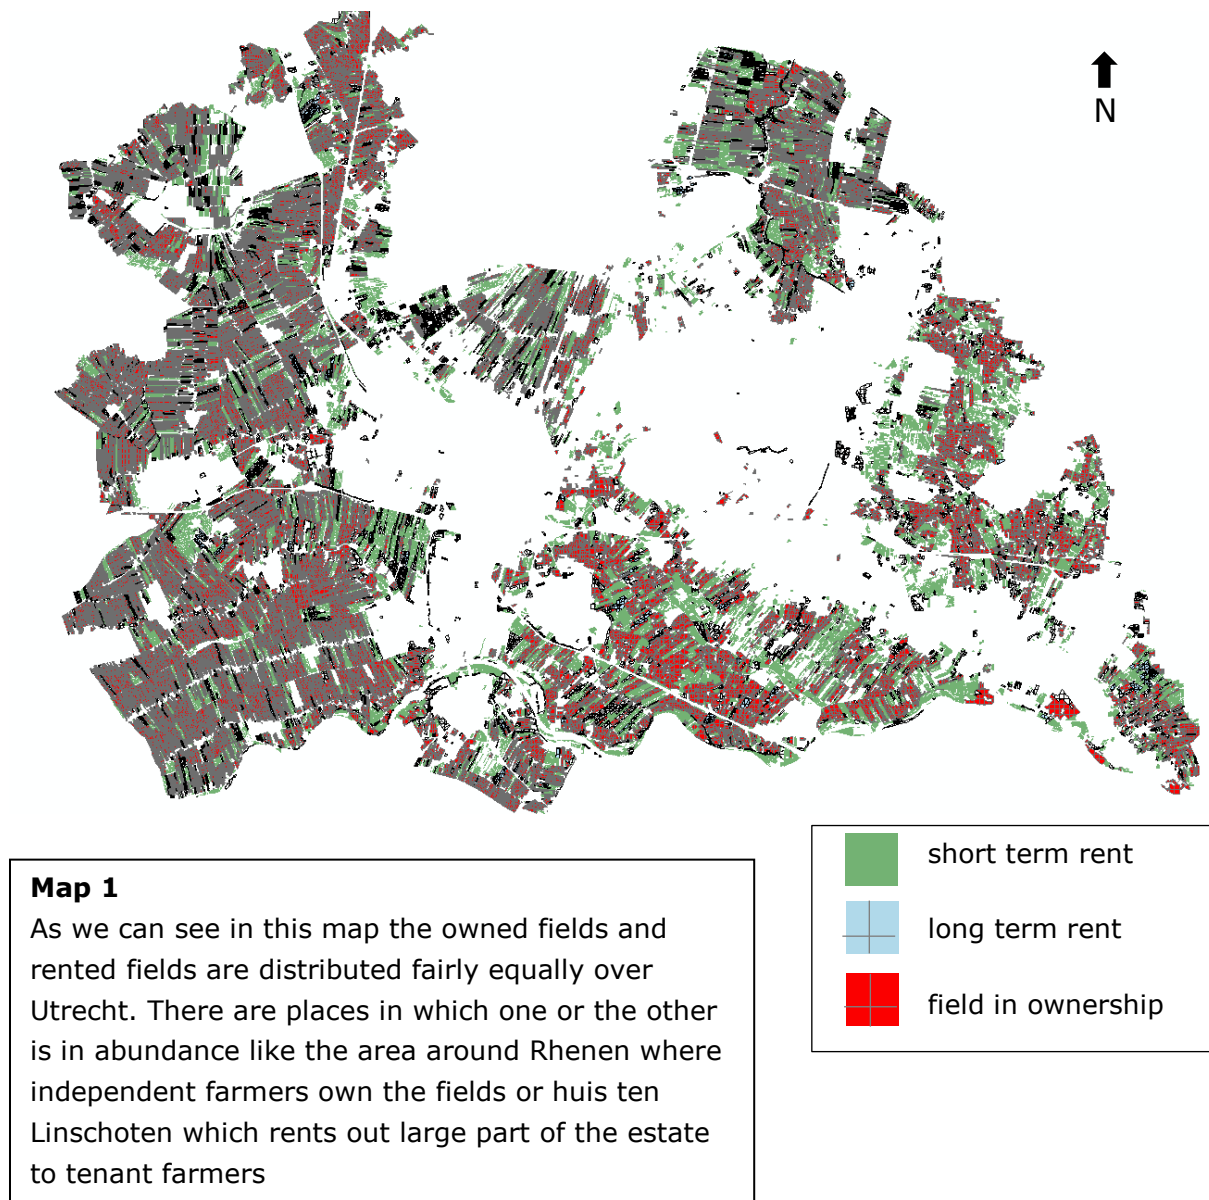 N
short term rent
long term rent
field in ownership
Map 1
As we can see in this map the owned fields and
rented fields are distributed fairly equally over
Utrecht. There are places in which one or the other
is in abundance like the area around Rhenen where
independent farmers own the fields or huis ten
Linschoten which rents out large part of the estate
to tenant farmers